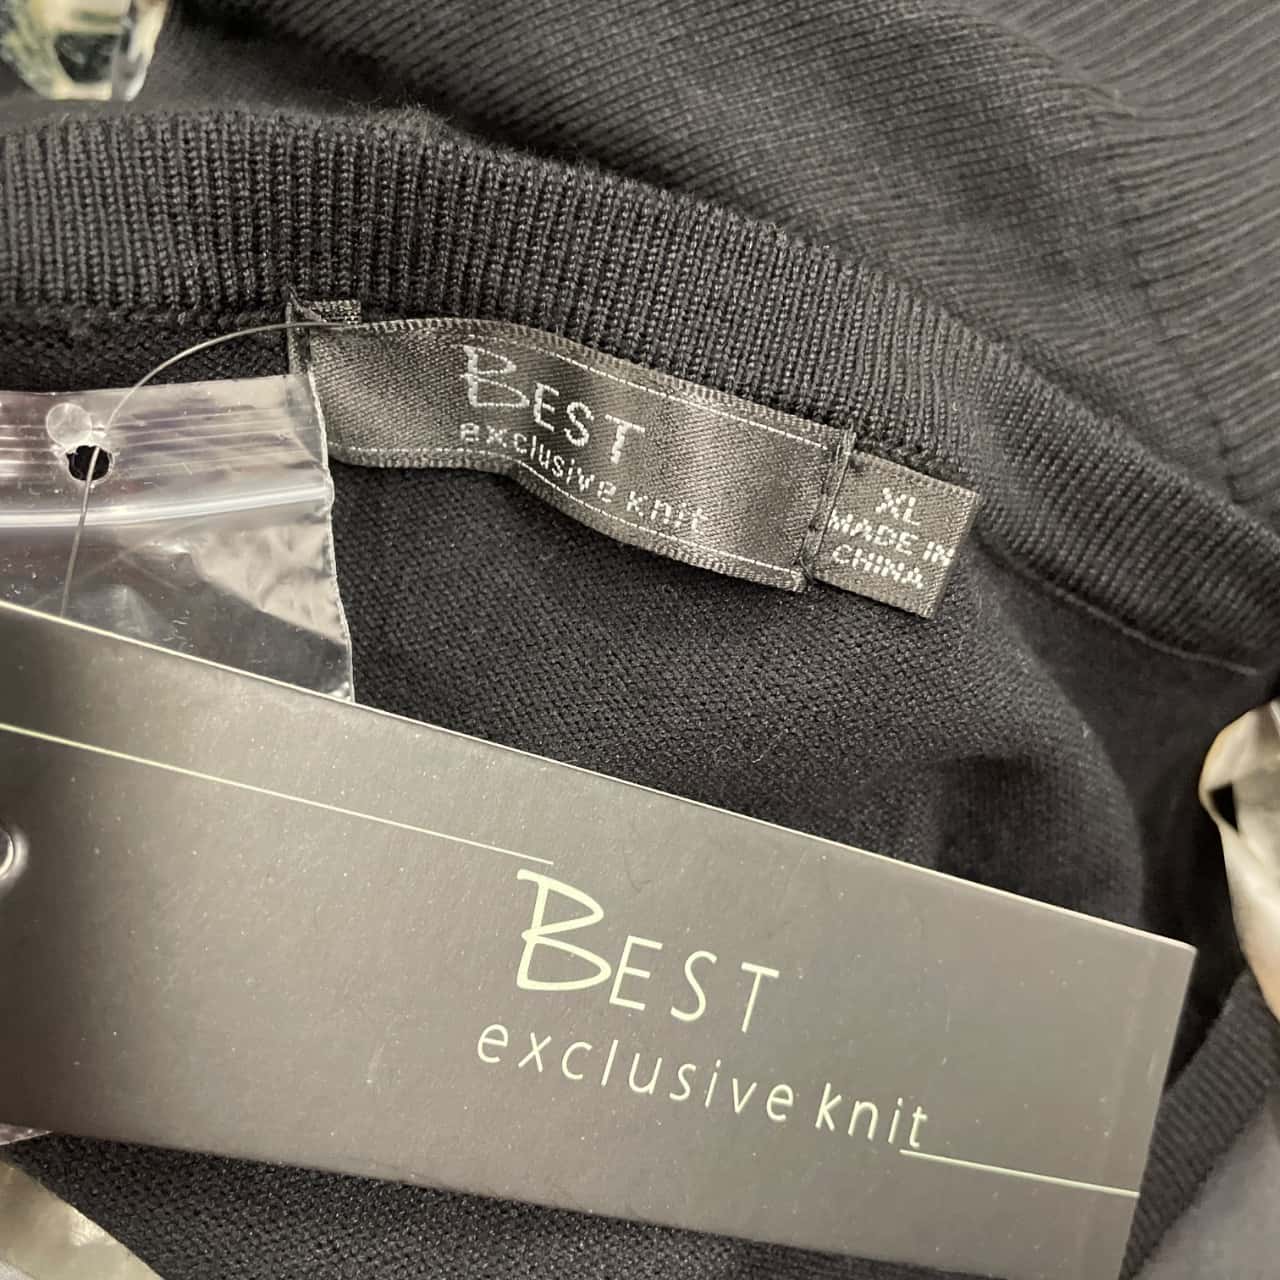 BEST
exclusive knit
XL
MADE IN
CHINA
BEST
exclusive knit